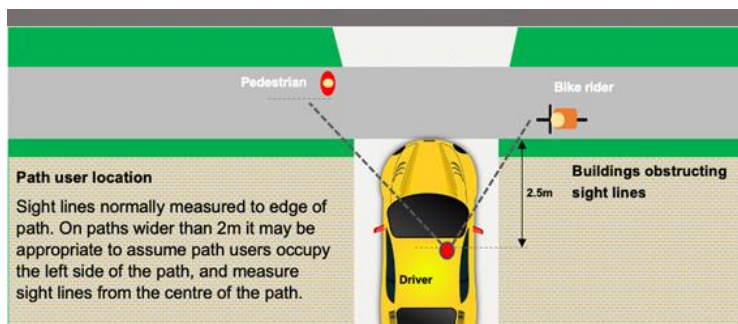 Pedestrian
Bike rider
Path user location
Sight lines normally measured to edge of
path. On paths wider than 2m it may be
appropriate to assume path users occupy
the left side of the path, and measure
sight lines from the centre of the path.
Driver
2.5m
Buildings obstructing
sight lines